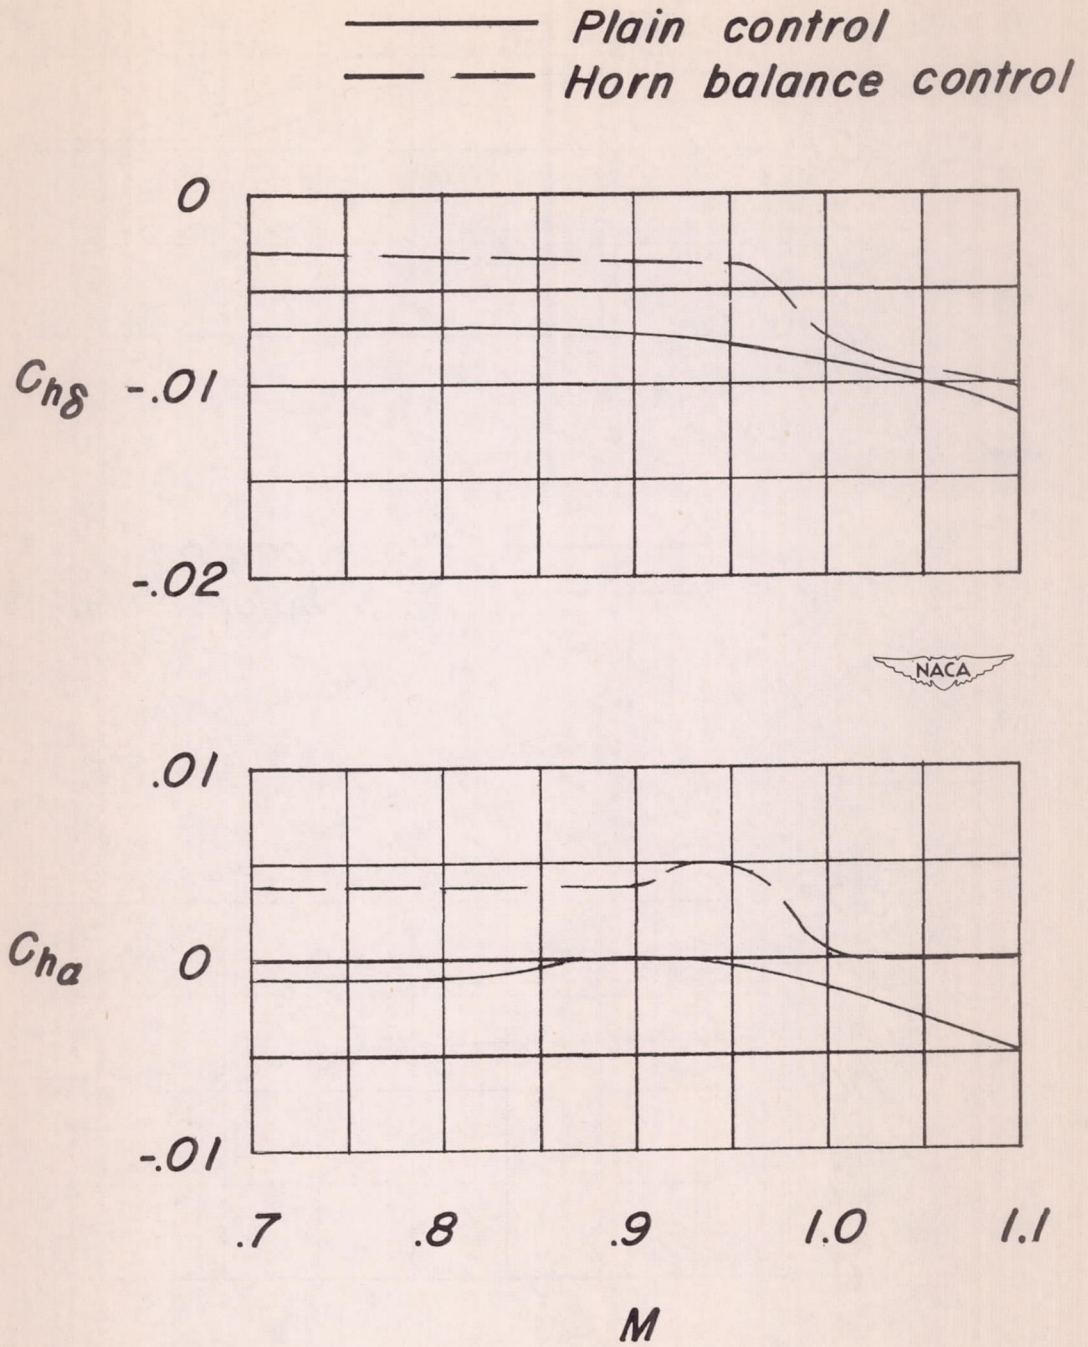 Plain control
Horn balance control
0
Chδ
-.01
-.02
NACA
.01
Chα
0
-.01
.7 .8 .9 1.0 1.1
M